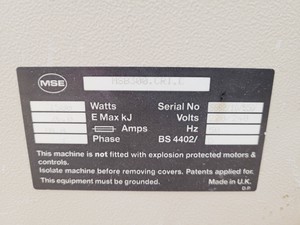 MSE
Watts Serial No
E Max kJ Volts
Amps Hz
Phase BS 4402/
This machine is not fitted with explosion protected motors &
controls.
Isolate machine before removing covers. Patents applied for.
This equipment must be grounded. Made in U.K.
D.P.